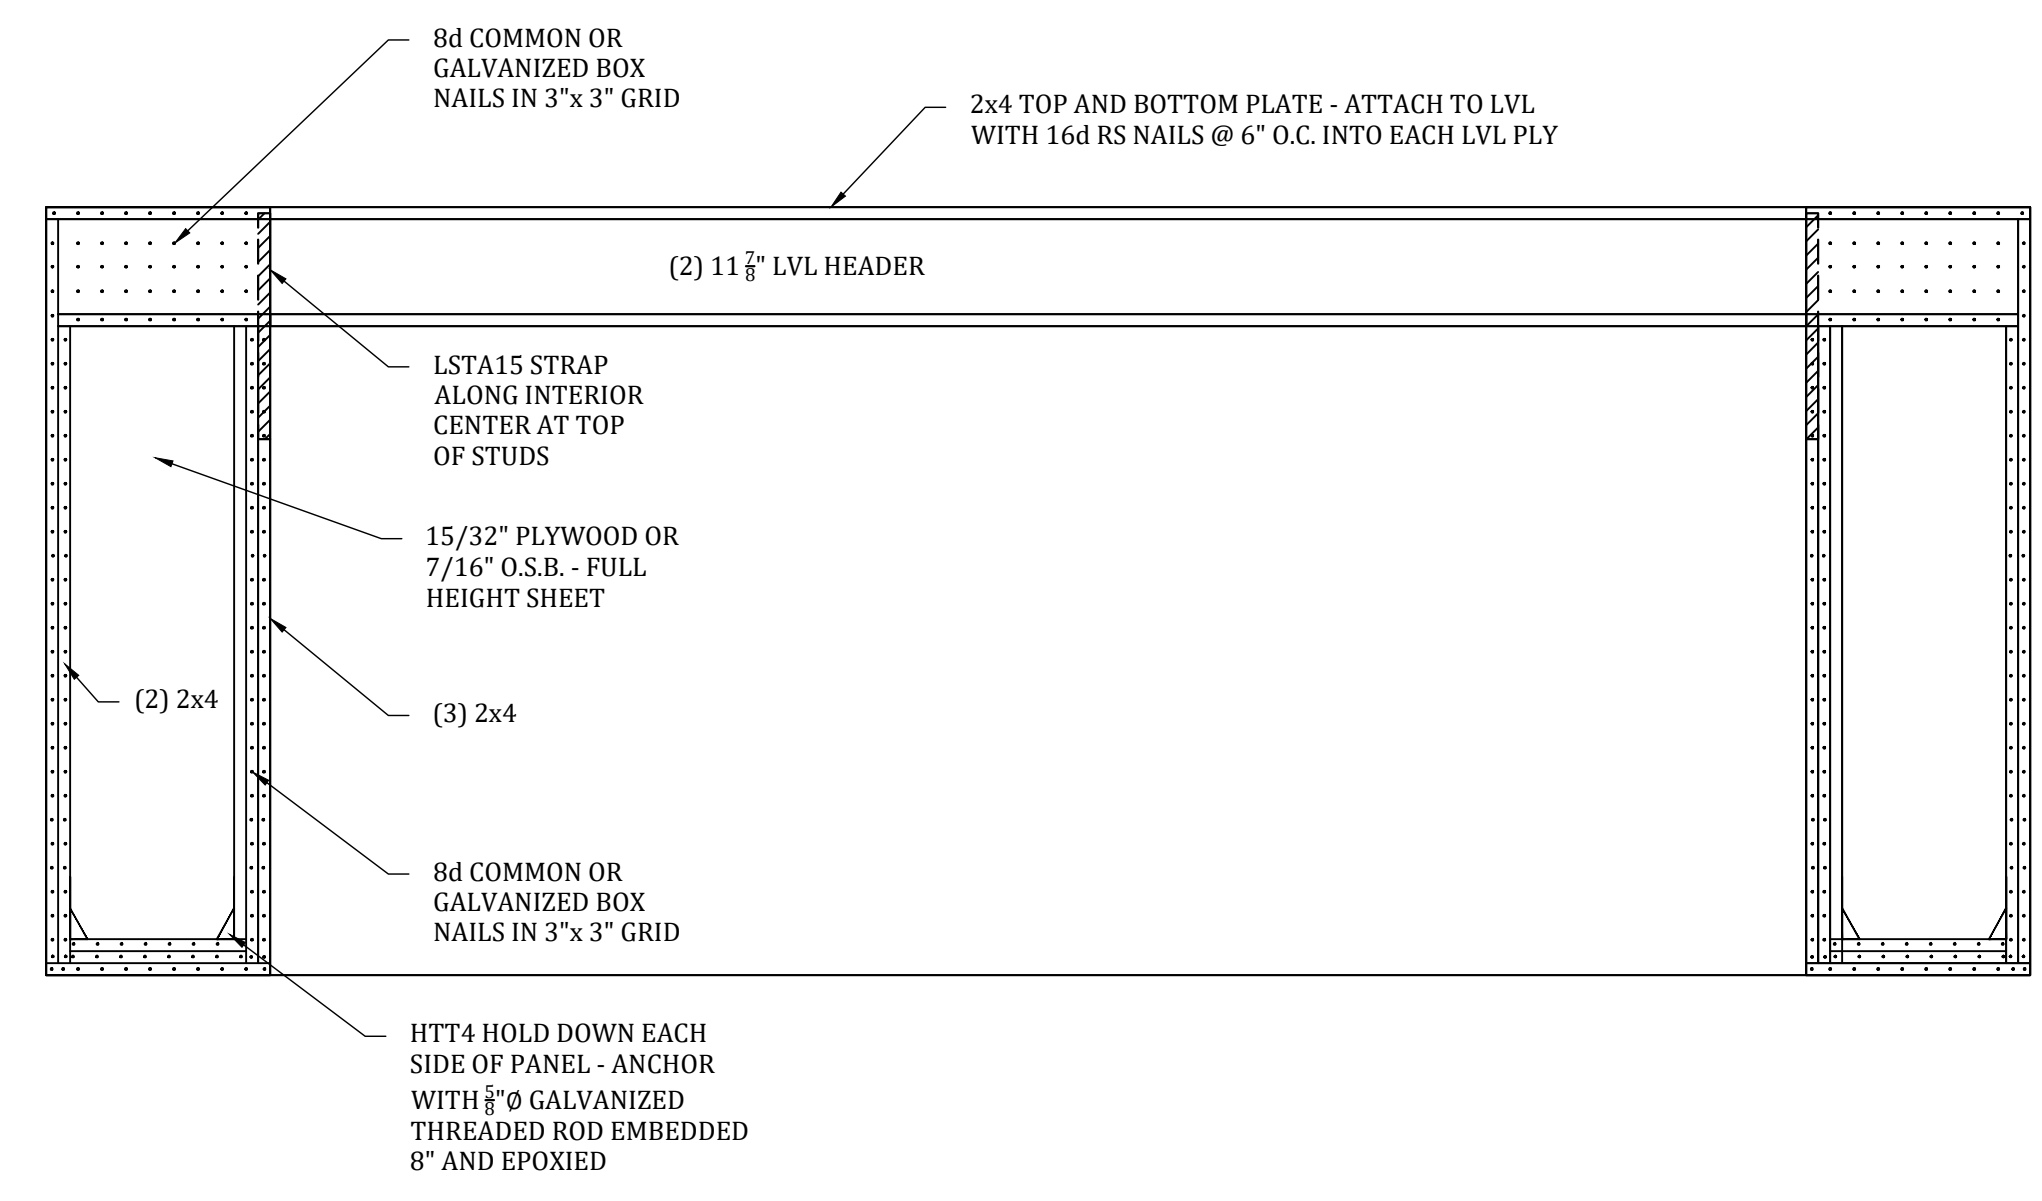 8d COMMON OR
GALVANIZED BOX
NAILS IN 3"x 3" GRID
2x4 TOP AND BOTTOM PLATE - ATTACH TO LVL
WITH 16d RS NAILS @ 6" O.C. INTO EACH LVL PLY
(2) 11 7/8" LVL HEADER
LSTA15 STRAP
ALONG INTERIOR
CENTER AT TOP
OF STUDS
15/32" PLYWOOD OR
7/16" O.S.B. - FULL
HEIGHT SHEET
(2) 2x4
(3) 2x4
8d COMMON OR
GALVANIZED BOX
NAILS IN 3"x 3" GRID
HTT4 HOLD DOWN EACH
SIDE OF PANEL - ANCHOR
WITH 5/8"Ø GALVANIZED
THREADED ROD EMBEDDED
8" AND EPOXIED